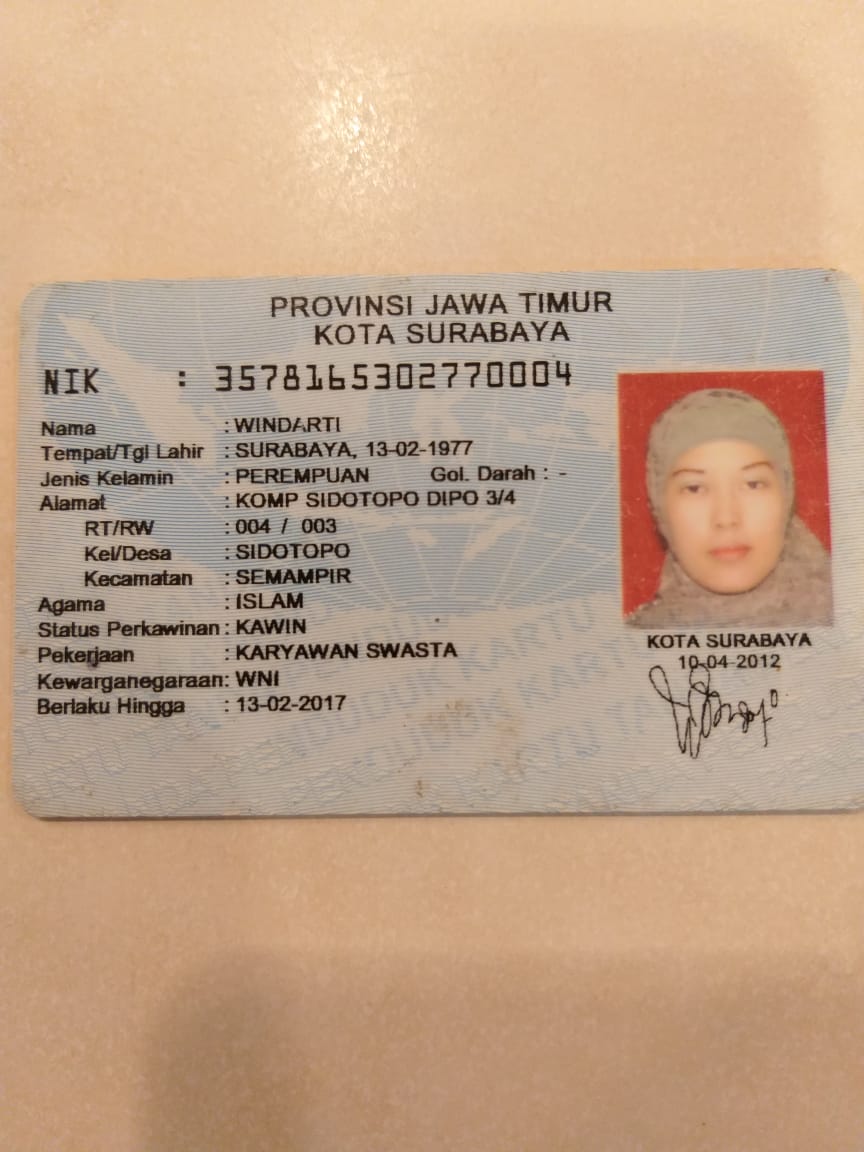 PROVINSI JAWA TIMUR
KOTA SURABAYA
NIK : 3578165302770004
Nama : WINDARTI
Tempat/Tgl Lahir : SURABAYA, 13-02-1977
Jenis Kelamin : PEREMPUAN Gol. Darah : -
Alamat : KOMP SIDOTOPO DIPO 3/4
RT/RW : 004 / 003
Kel/Desa : SIDOTOPO
Kecamatan : SEMAMPIR
Agama : ISLAM
Status Perkawinan : KAWIN
Pekerjaan : KARYAWAN SWASTA
Kewarganegaraan: WNI
Berlaku Hingga : 13-02-2017
KOTA SURABAYA
10-04-2012